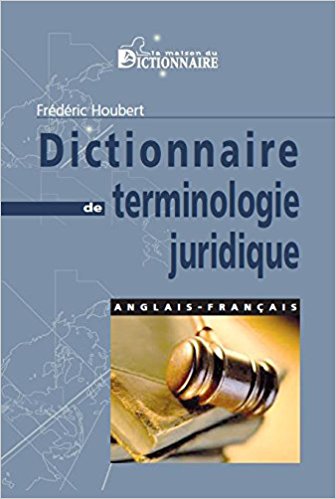 la maison du
DICTIONNAIRE
Frédéric Houbert
Dictionnaire
de terminologie
juridique
ANGLAIS-FRANÇAIS